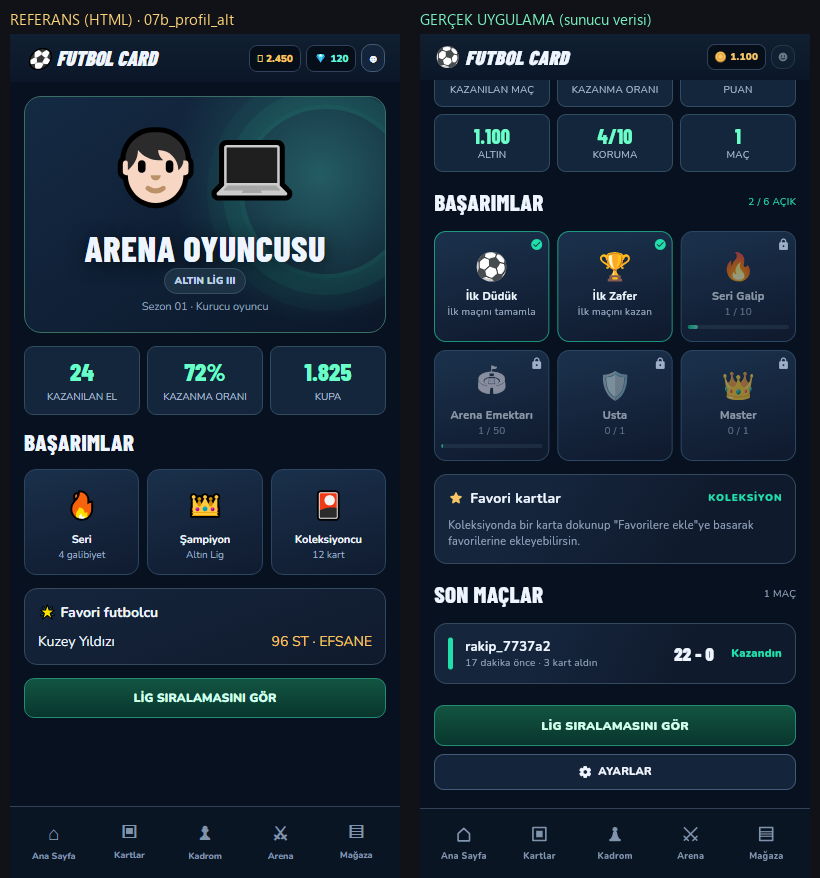 REFERANS (HTML) · 07b_profil_alt
FUTBOL CARD
2.450
120
ARENA OYUNCUSU
ALTIN LİG III
Sezon 01 · Kurucu oyuncu
24
KAZANILAN EL
72%
KAZANMA ORANI
1.825
KUPA
BAŞARIMLAR
Seri
4 galibiyet
Şampiyon
Altın Lig
Koleksiyoncu
12 kart
Favori futbolcu
Kuzey Yıldızı
96 ST · EFSANE
LİG SIRALAMASINI GÖR
Ana Sayfa
Kartlar
Kadrom
Arena
Mağaza
GERÇEK UYGULAMA (sunucu verisi)
FUTBOL CARD
1.100
KAZANILAN MAÇ
KAZANMA ORANI
PUAN
1.100
ALTIN
4/10
KORUMA
1
MAÇ
BAŞARIMLAR
2 / 6 AÇIK
İlk Düdük
İlk maçını tamamla
İlk Zafer
İlk maçını kazan
Seri Galip
1 / 10
Arena Emektarı
1 / 50
Usta
0 / 1
Master
0 / 1
Favori kartlar
KOLEKSİYON
Koleksiyonda bir karta dokunup "Favorilere ekle"ye basarak
favorilerine ekleyebilirsin.
SON MAÇLAR
1 MAÇ
rakip_7737a2
17 dakika önce · 3 kart aldın
22 - 0
Kazandın
LİG SIRALAMASINI GÖR
AYARLAR
Ana Sayfa
Kartlar
Kadrom
Arena
Mağaza